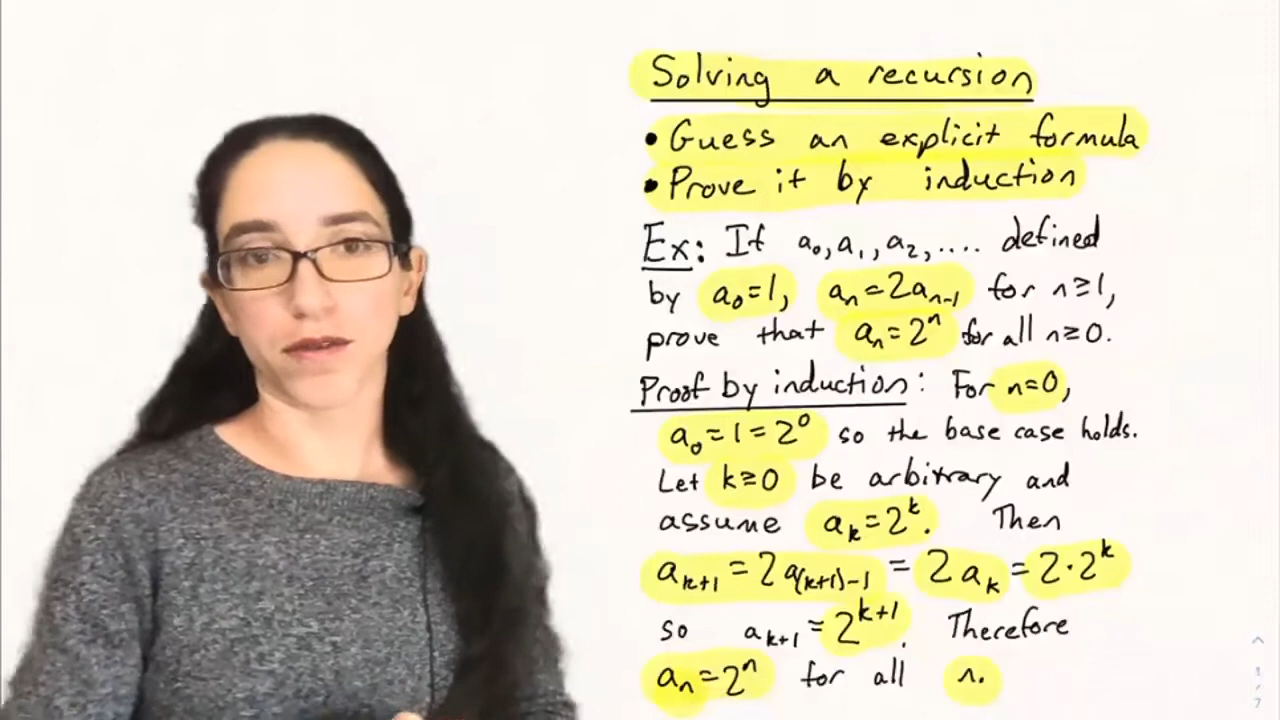 Solving a recursion
• Guess an explicit formula
• Prove it by induction
Ex: If a₀, a₁, a₂, .... defined
by a₀=1, aₙ=2aₙ₋₁ for n≥1,
prove that aₙ=2ⁿ for all n≥0.
Proof by induction: For n=0,
a₀=1=2⁰ so the base case holds.
Let k≥0 be arbitrary and
assume aₖ=2ᵏ. Then
aₖ₊₁ = 2a₍ₖ₊₁₎₋₁ = 2aₖ = 2·2ᵏ
so aₖ₊₁ = 2ᵏ⁺¹. Therefore
aₙ=2ⁿ for all n.
1
/
7